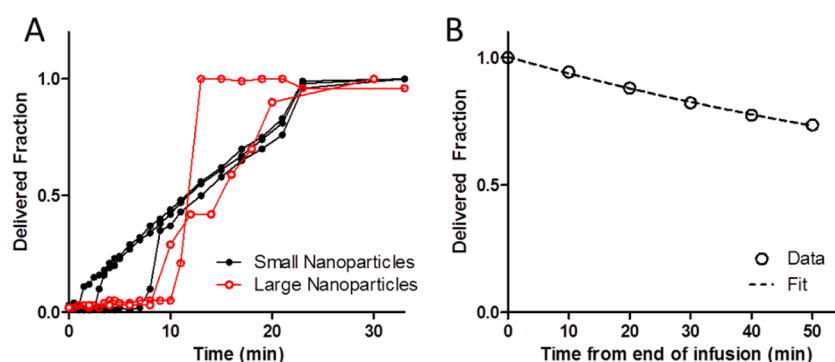 A
Delivered Fraction
1.0
0.5
0.0
0
10
20
30
Time (min)
Small Nanoparticles
Large Nanoparticles
B
Delivered Fraction
1.0
0.5
0.0
0
10
20
30
40
50
Time from end of infusion (min)
Data
Fit